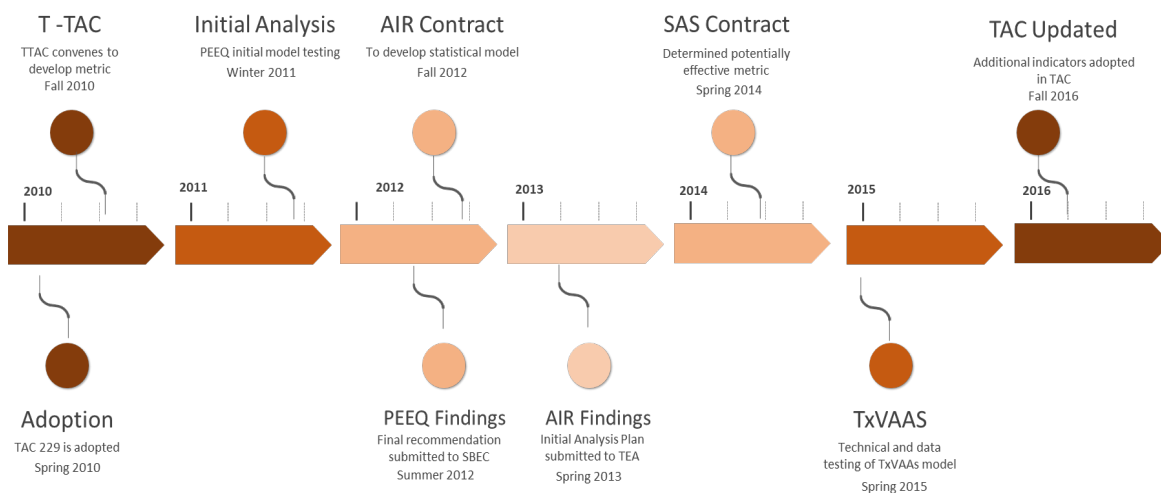 T -TAC
TTAC convenes to
develop metric
Fall 2010
Initial Analysis
PEEQ initial model testing
Winter 2011
AIR Contract
To develop statistical model
Fall 2012
SAS Contract
Determined potentially
effective metric
Spring 2014
TAC Updated
Additional indicators adopted
in TAC
Fall 2016
2010
2011
2012
2013
2014
2015
2016
Adoption
TAC 229 is adopted
Spring 2010
PEEQ Findings
Final recommendation
submitted to SBEC
Summer 2012
AIR Findings
Initial Analysis Plan
submitted to TEA
Spring 2013
TxVAAS
Technical and data
testing of TxVAAs model
Spring 2015